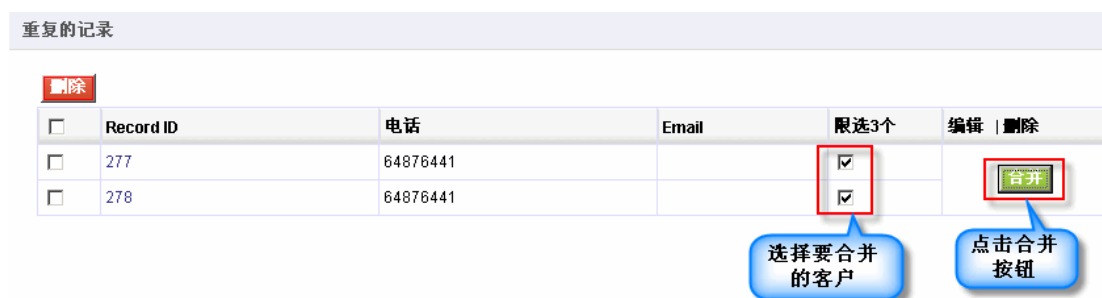 重复的记录
删除
Record ID 电话 Email 限选3个 编辑 | 删除
277 64876441
合并
278 64876441
选择要合并
的客户
点击合并
按钮